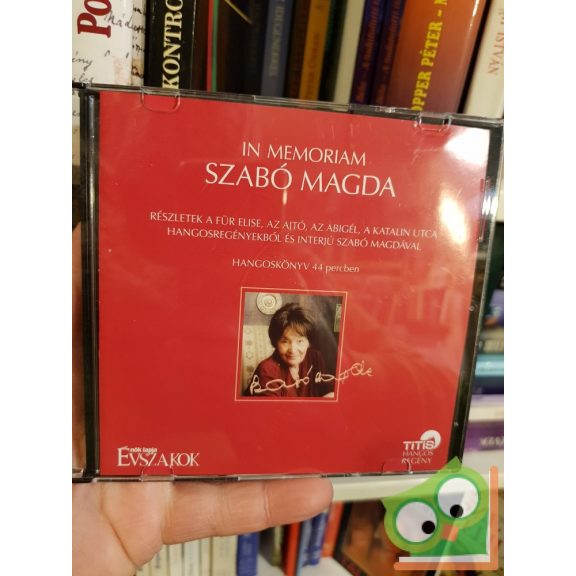 KONTRO
OPPER PÉTER - M
IN MEMORIAM
SZABÓ MAGDA
RÉSZLETEK A FÜR ELISE, AZ AJTÓ, AZ ABIGÉL, A KATALIN UTCA
HANGOSREGÉNYEKBŐL ÉS INTERJÚ SZABÓ MAGDÁVAL
HANGOSKÖNYV 44 percben
nők lapja
ÉVSZAKOK
TITIS
HANGOS
REGÉNY